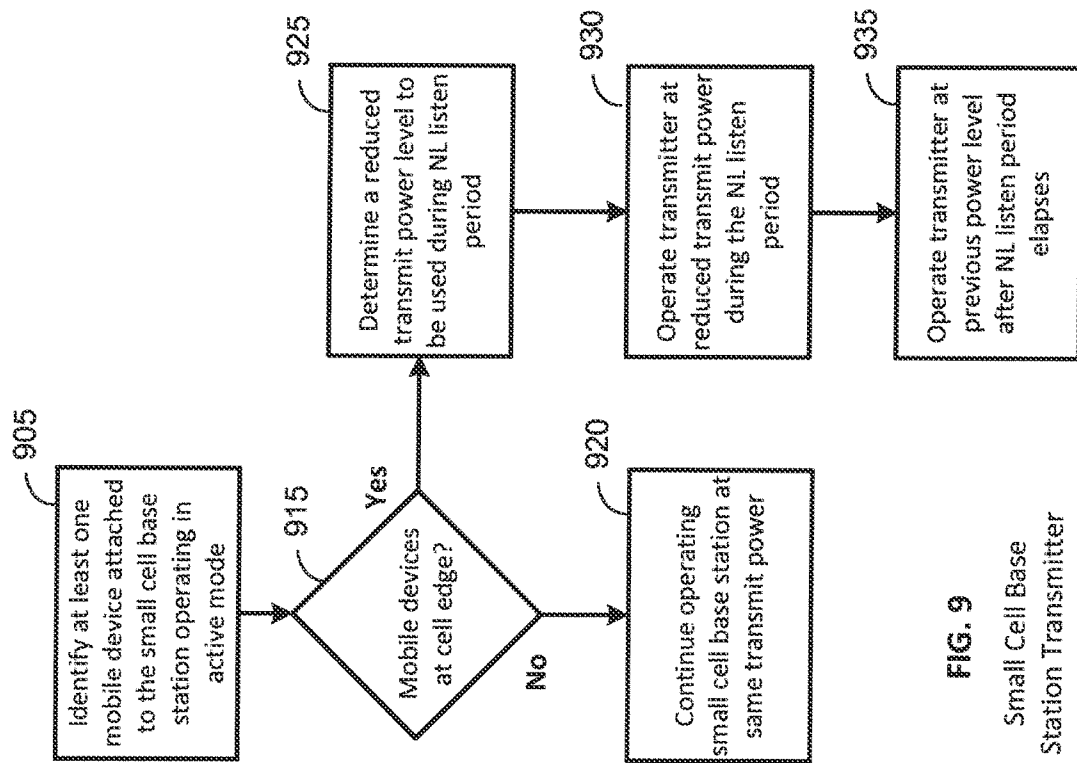 905
Identify at least one
mobile device attached
to the small cell base
station operating in
active mode
915
Mobile devices
at cell edge?
Yes
No
920
Continue operating
small cell base station at
same transmit power
925
Determine a reduced
transmit power level to
be used during NL listen
period
930
Operate transmitter at
reduced transmit power
during the NL listen
period
935
Operate transmitter at
previous power level
after NL listen period
elapses
FIG. 9
Small Cell Base
Station Transmitter